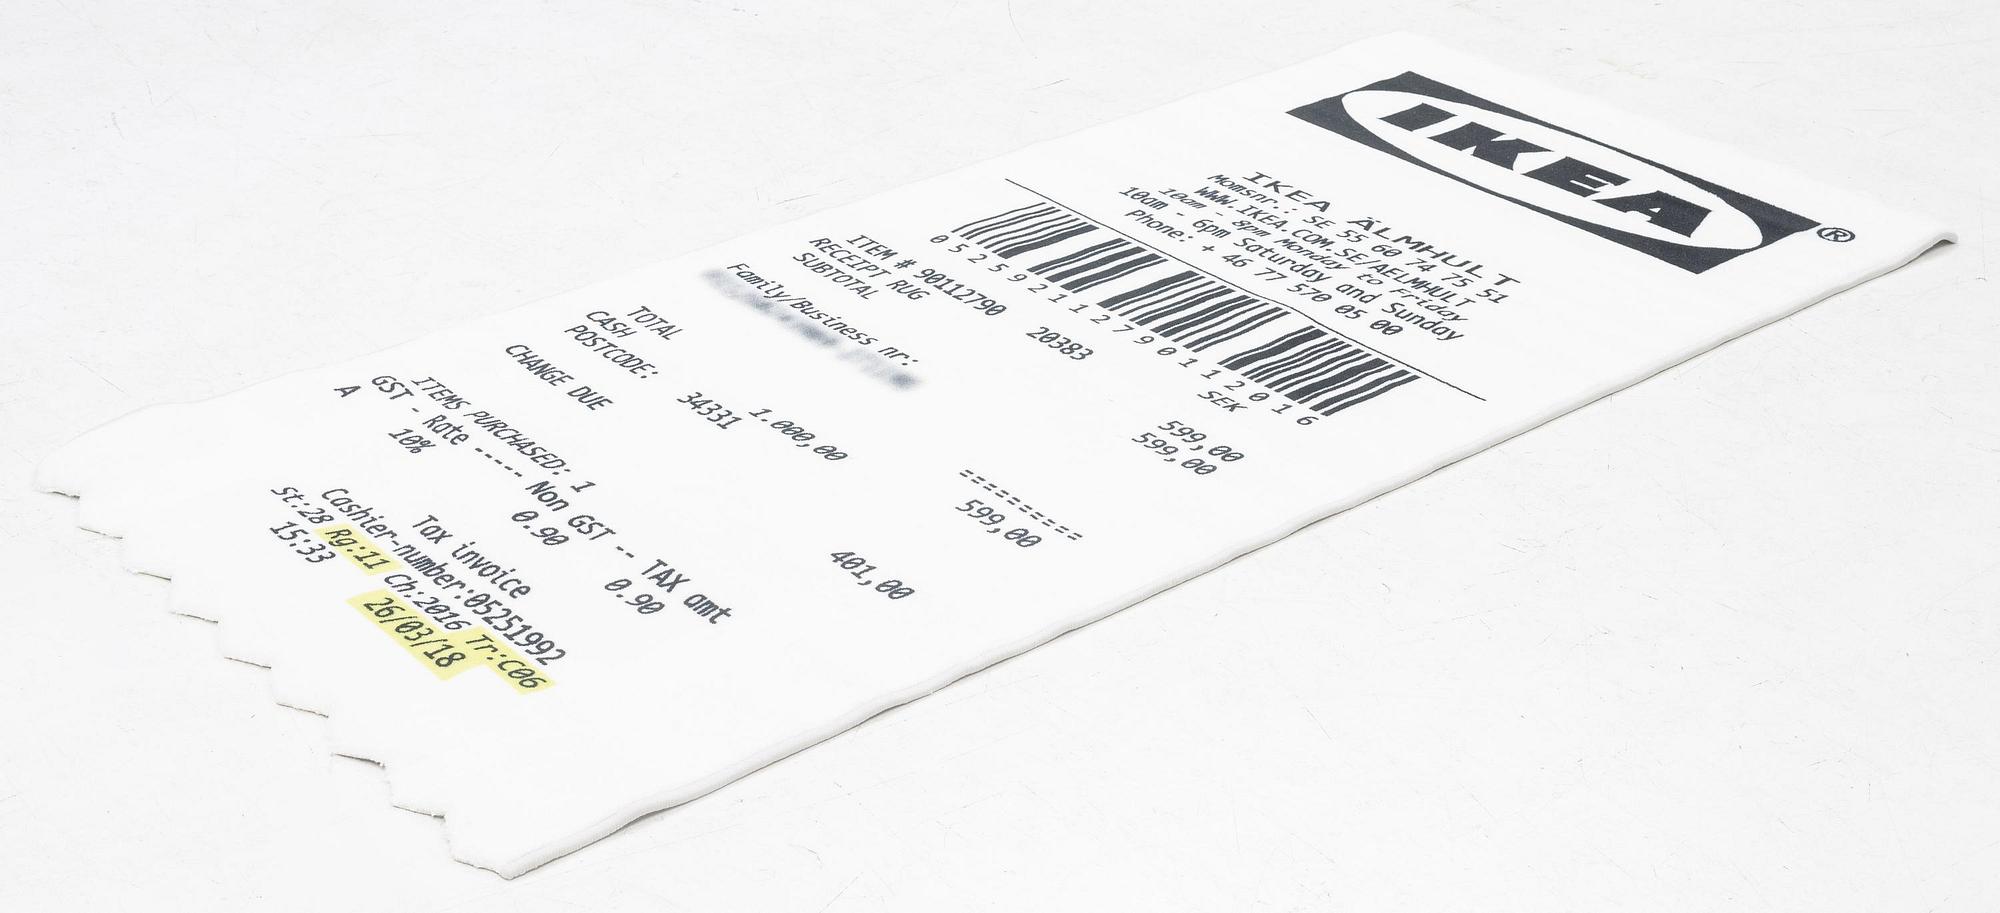 IKEA®
IKEA ÄLMHULT
Momsnr.: SE 55 60 74 75 51
WWW.IKEA.COM.SE/AELMHULT
10am - 8pm Monday to Friday
10am - 6pm Saturday and Sunday
Phone: + 46 77 570 05 00
052592112790112016
SEK
ITEM # 90112790 20383
RECEIPT RUG 599,00
SUBTOTAL 599,00
Family/Business nr:
=========
TOTAL 599,00
CASH 1.000,00
POSTCODE: 34331
CHANGE DUE 401,00
ITEMS PURCHASED: 1
GST - Rate ----- Non GST -- TAX amt
A 10% 0.90 0.90
Tax invoice
Cashier-number:05251992
St:28 Rg:11 Ch:2016 Tr:C06
15:33 26/03/18